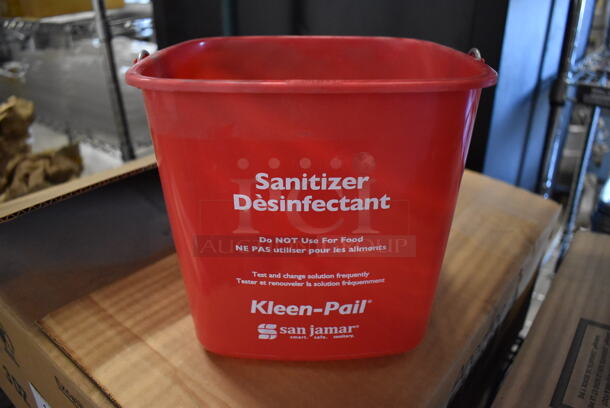 Sanitizer
Dèsinfectant
Do NOT Use For Food
NE PAS utiliser pour les alimonts
Test and change solution frequently
Tester et renouveler la solution fréquemment
Kleen-Pail®
san jamar®
smart. safe. sanitary.